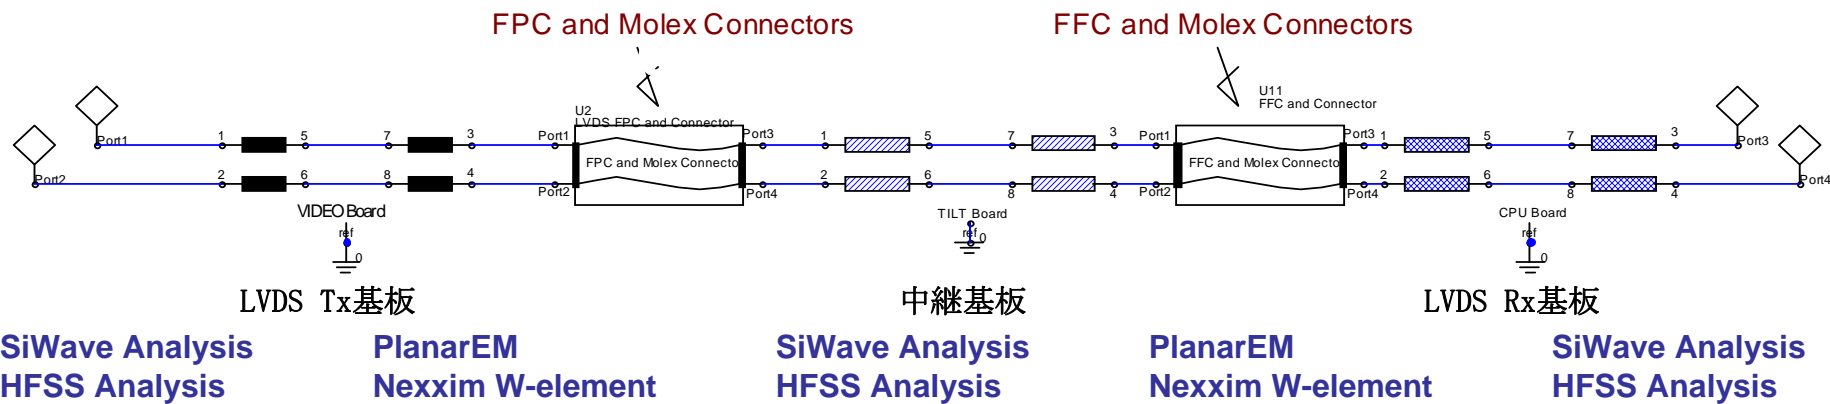 FPC and Molex Connectors
FFC and Molex Connectors
U2
LVDS FPC and Connector
U11
FFC and Connector
Port1
1
5
7
3
Port1
Port3
1
5
7
3
Port1
Port3
1
5
7
3
Port3
FPC and Molex Connecto
FFC and Molex Connecto
Port2
2
6
8
4
Port2
Port4
2
6
8
4
Port2
Port4
2
6
8
4
Port4
VIDEO Board
ref
0
TILT Board
ref
0
CPU Board
ref
0
LVDS Tx基板
中継基板
LVDS Rx基板
SiWave Analysis
HFSS Analysis
PlanarEM
Nexxim W-element
SiWave Analysis
HFSS Analysis
PlanarEM
Nexxim W-element
SiWave Analysis
HFSS Analysis